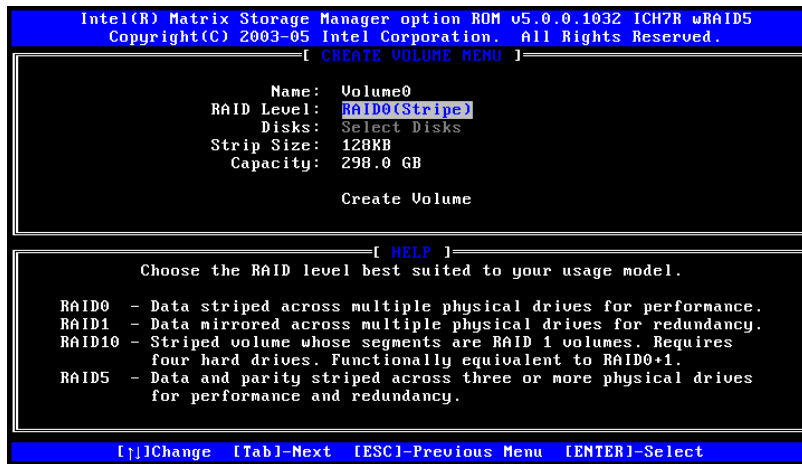 Intel(R) Matrix Storage Manager option ROM v5.0.0.1032 ICH7R wRAID5
Copyright(C) 2003-05 Intel Corporation. All Rights Reserved.
[ CREATE VOLUME MENU ]
Name: Volume0
RAID Level: RAID0(Stripe)
Disks: Select Disks
Strip Size: 128KB
Capacity: 298.0 GB
Create Volume
[ HELP ]
Choose the RAID level best suited to your usage model.
RAID0 - Data striped across multiple physical drives for performance.
RAID1 - Data mirrored across multiple physical drives for redundancy.
RAID10 - Striped volume whose segments are RAID 1 volumes. Requires
four hard drives. Functionally equivalent to RAID0+1.
RAID5 - Data and parity striped across three or more physical drives
for performance and redundancy.
[↑↓]Change [Tab]-Next [ESC]-Previous Menu [ENTER]-Select